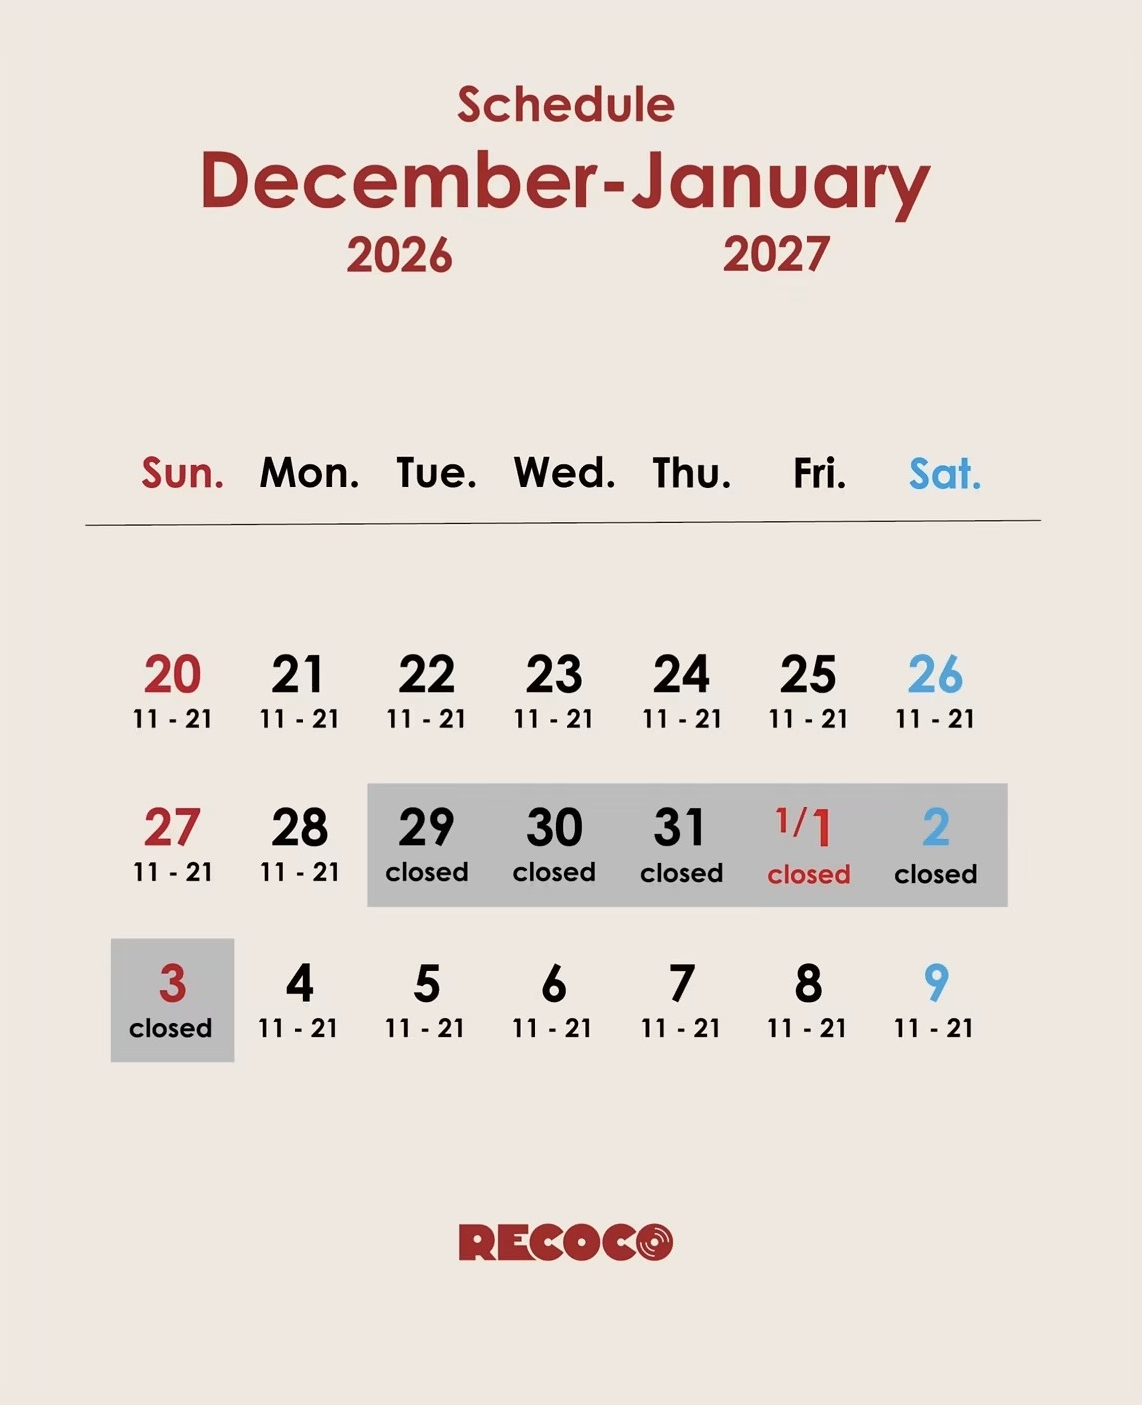 Schedule
December-January
2026 2027
Sun. Mon. Tue. Wed. Thu. Fri. Sat.
20 21 22 23 24 25 26
11 - 21 11 - 21 11 - 21 11 - 21 11 - 21 11 - 21 11 - 21
27 28 29 30 31 1/1 2
11 - 21 11 - 21 closed closed closed closed closed
3 4 5 6 7 8 9
closed 11 - 21 11 - 21 11 - 21 11 - 21 11 - 21 11 - 21
RECOCO